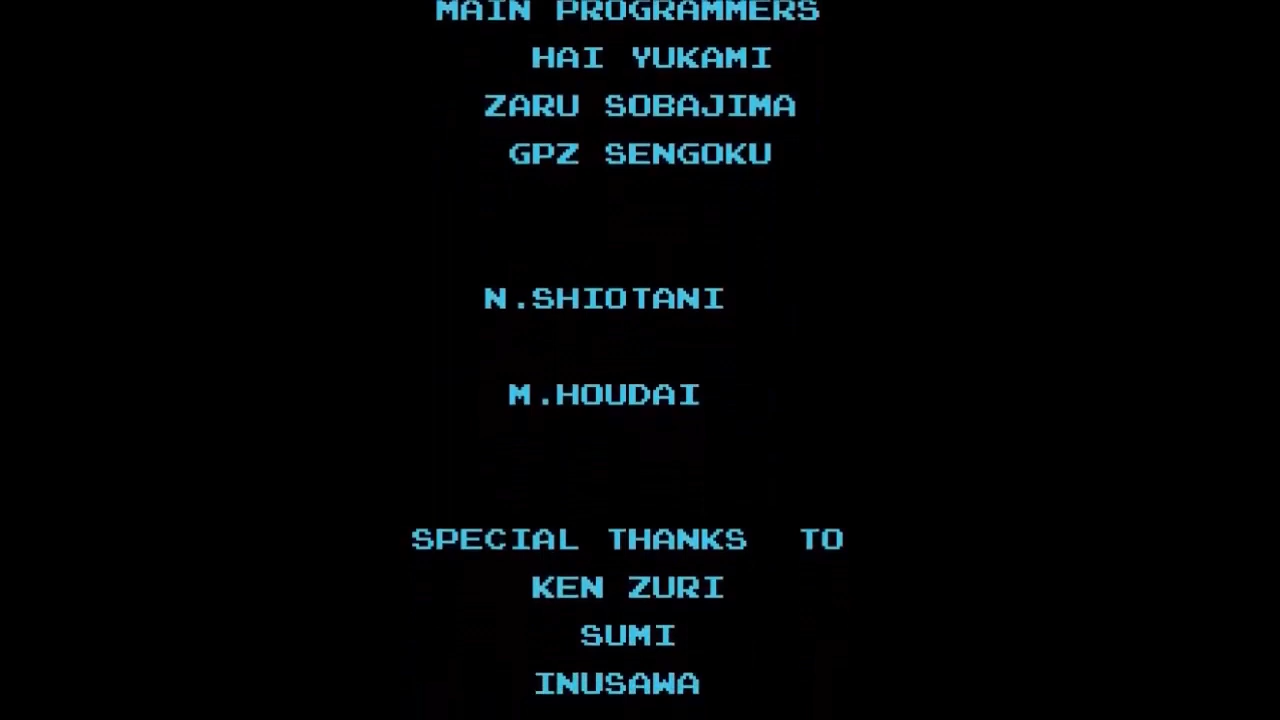 MAIN PROGRAMMERS
HAI YUKAMI
ZARU SOBAJIMA
GPZ SENGOKU
N.SHIOTANI
M.HOUDAI
SPECIAL THANKS TO
KEN ZURI
SUMI
INUSAWA